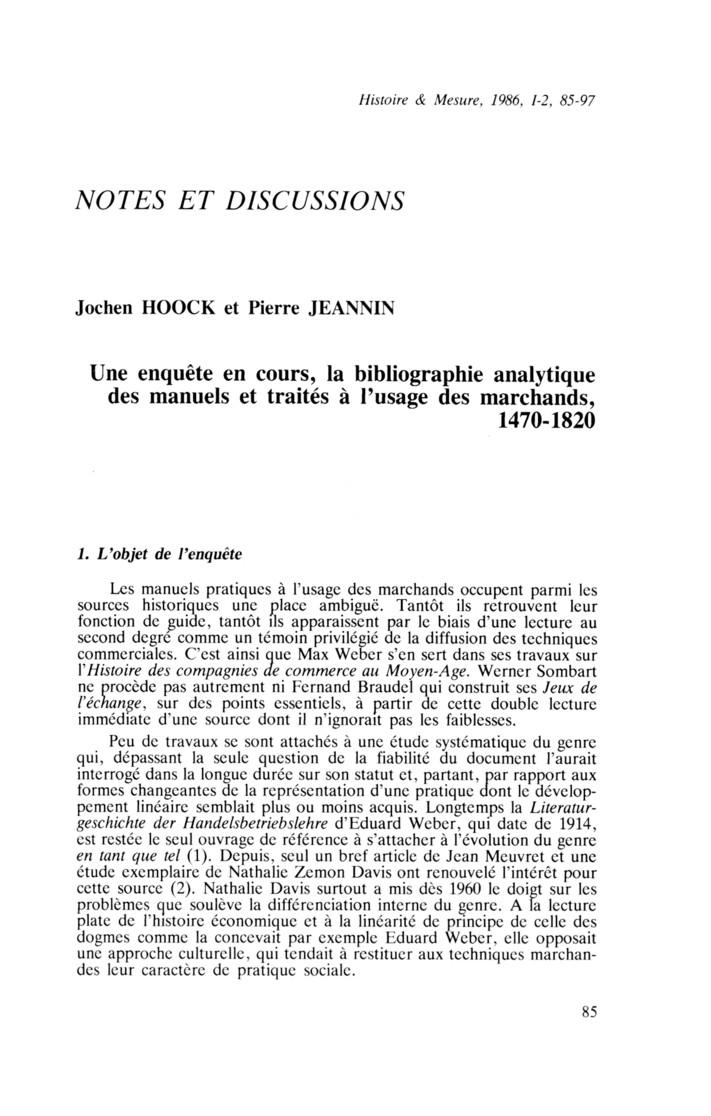 Histoire & Mesure, 1986, I-2, 85-97
NOTES ET DISCUSSIONS
Jochen HOOCK et Pierre JEANNIN
Une enquête en cours, la bibliographie analytique
des manuels et traités à l'usage des marchands,
1470-1820
1. L'objet de l'enquête
Les manuels pratiques à l'usage des marchands occupent parmi les
sources historiques une place ambiguë. Tantôt ils retrouvent leur
fonction de guide, tantôt ils apparaissent par le biais d'une lecture au
second degré comme un témoin privilégié de la diffusion des techniques
commerciales. C'est ainsi que Max Weber s'en sert dans ses travaux sur
l'Histoire des compagnies de commerce au Moyen-Age. Werner Sombart
ne procède pas autrement ni Fernand Braudel qui construit ses Jeux de
l'échange, sur des points essentiels, à partir de cette double lecture
immédiate d'une source dont il n'ignorait pas les faiblesses.
Peu de travaux se sont attachés à une étude systématique du genre
qui, dépassant la seule question de la fiabilité du document l'aurait
interrogé dans la longue durée sur son statut et, partant, par rapport aux
formes changeantes de la représentation d'une pratique dont le dévelop-
pement linéaire semblait plus ou moins acquis. Longtemps la Literatur-
geschichte der Handelsbetriebslehre d'Eduard Weber, qui date de 1914,
est restée le seul ouvrage de référence à s'attacher à l'évolution du genre
en tant que tel (1). Depuis, seul un bref article de Jean Meuvret et une
étude exemplaire de Nathalie Zemon Davis ont renouvelé l'intérêt pour
cette source (2). Nathalie Davis surtout a mis dès 1960 le doigt sur les
problèmes que soulève la différenciation interne du genre. A la lecture
plate de l'histoire économique et à la linéarité de principe de celle des
dogmes comme la concevait par exemple Eduard Weber, elle opposait
une approche culturelle, qui tendait à restituer aux techniques marchan-
des leur caractère de pratique sociale.
85